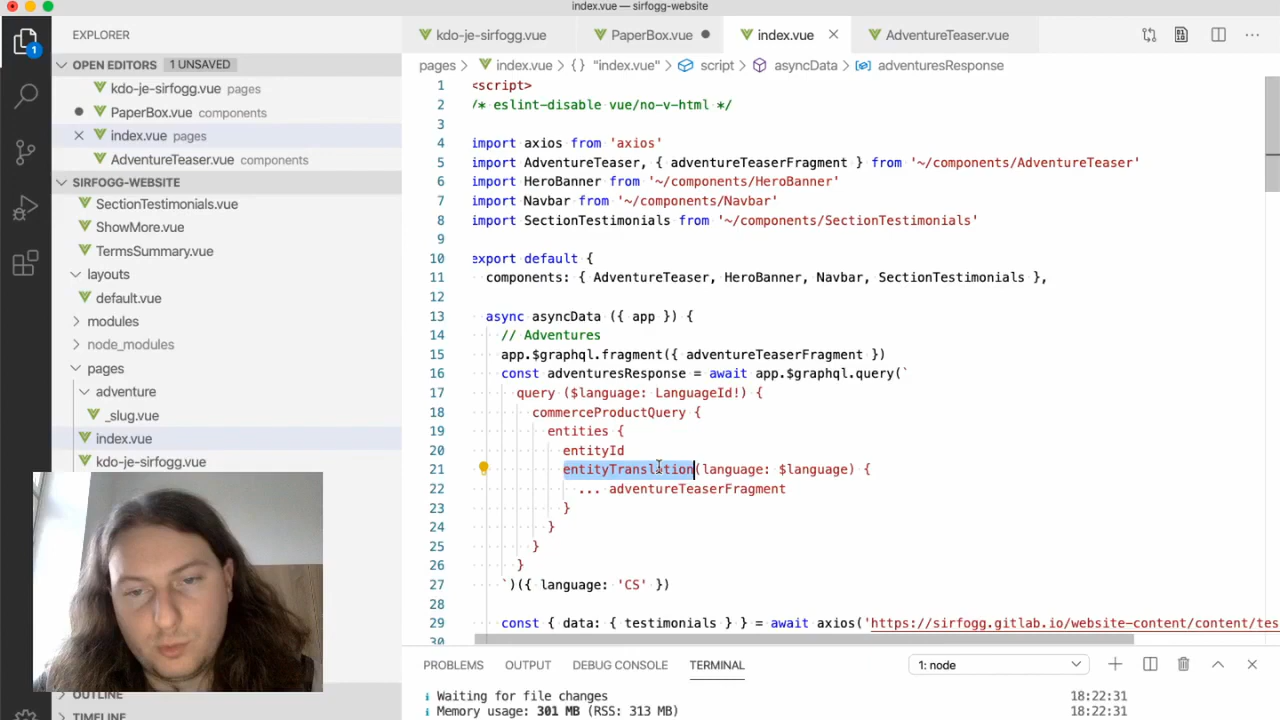 index.vue — sirfogg-website
EXPLORER
OPEN EDITORS 1 UNSAVED
kdo-je-sirfogg.vue pages
PaperBox.vue components
index.vue pages
AdventureTeaser.vue components
SIRFOGG-WEBSITE
SectionTestimonials.vue
ShowMore.vue
TermsSummary.vue
layouts
default.vue
modules
node_modules
pages
adventure
_slug.vue
index.vue
kdo-je-sirfogg.vue
OUTLINE
TIMELINE
1
kdo-je-sirfogg.vue PaperBox.vue index.vue AdventureTeaser.vue
pages > index.vue > {} "index.vue" > script > asyncData > adventuresResponse
1 <script>
2 /* eslint-disable vue/no-v-html */
3
4 import axios from 'axios'
5 import AdventureTeaser, { adventureTeaserFragment } from '~/components/AdventureTeaser'
6 import HeroBanner from '~/components/HeroBanner'
7 import Navbar from '~/components/Navbar'
8 import SectionTestimonials from '~/components/SectionTestimonials'
9
10 export default {
11 components: { AdventureTeaser, HeroBanner, Navbar, SectionTestimonials },
12
13 async asyncData ({ app }) {
14 // Adventures
15 app.$graphql.fragment({ adventureTeaserFragment })
16 const adventuresResponse = await app.$graphql.query(`
17 query ($language: LanguageId!) {
18 commerceProductQuery {
19 entities {
20 entityId
21 entityTranslation(language: $language) {
22 ... adventureTeaserFragment
23 }
24 }
25 }
26 }
27 `)({ language: 'CS' })
28
29 const { data: { testimonials } } = await axios('https://sirfogg.gitlab.io/website-content/content/tes
30
PROBLEMS OUTPUT DEBUG CONSOLE TERMINAL 1: node
i Waiting for file changes 18:22:31
i Memory usage: 301 MB (RSS: 313 MB) 18:22:31